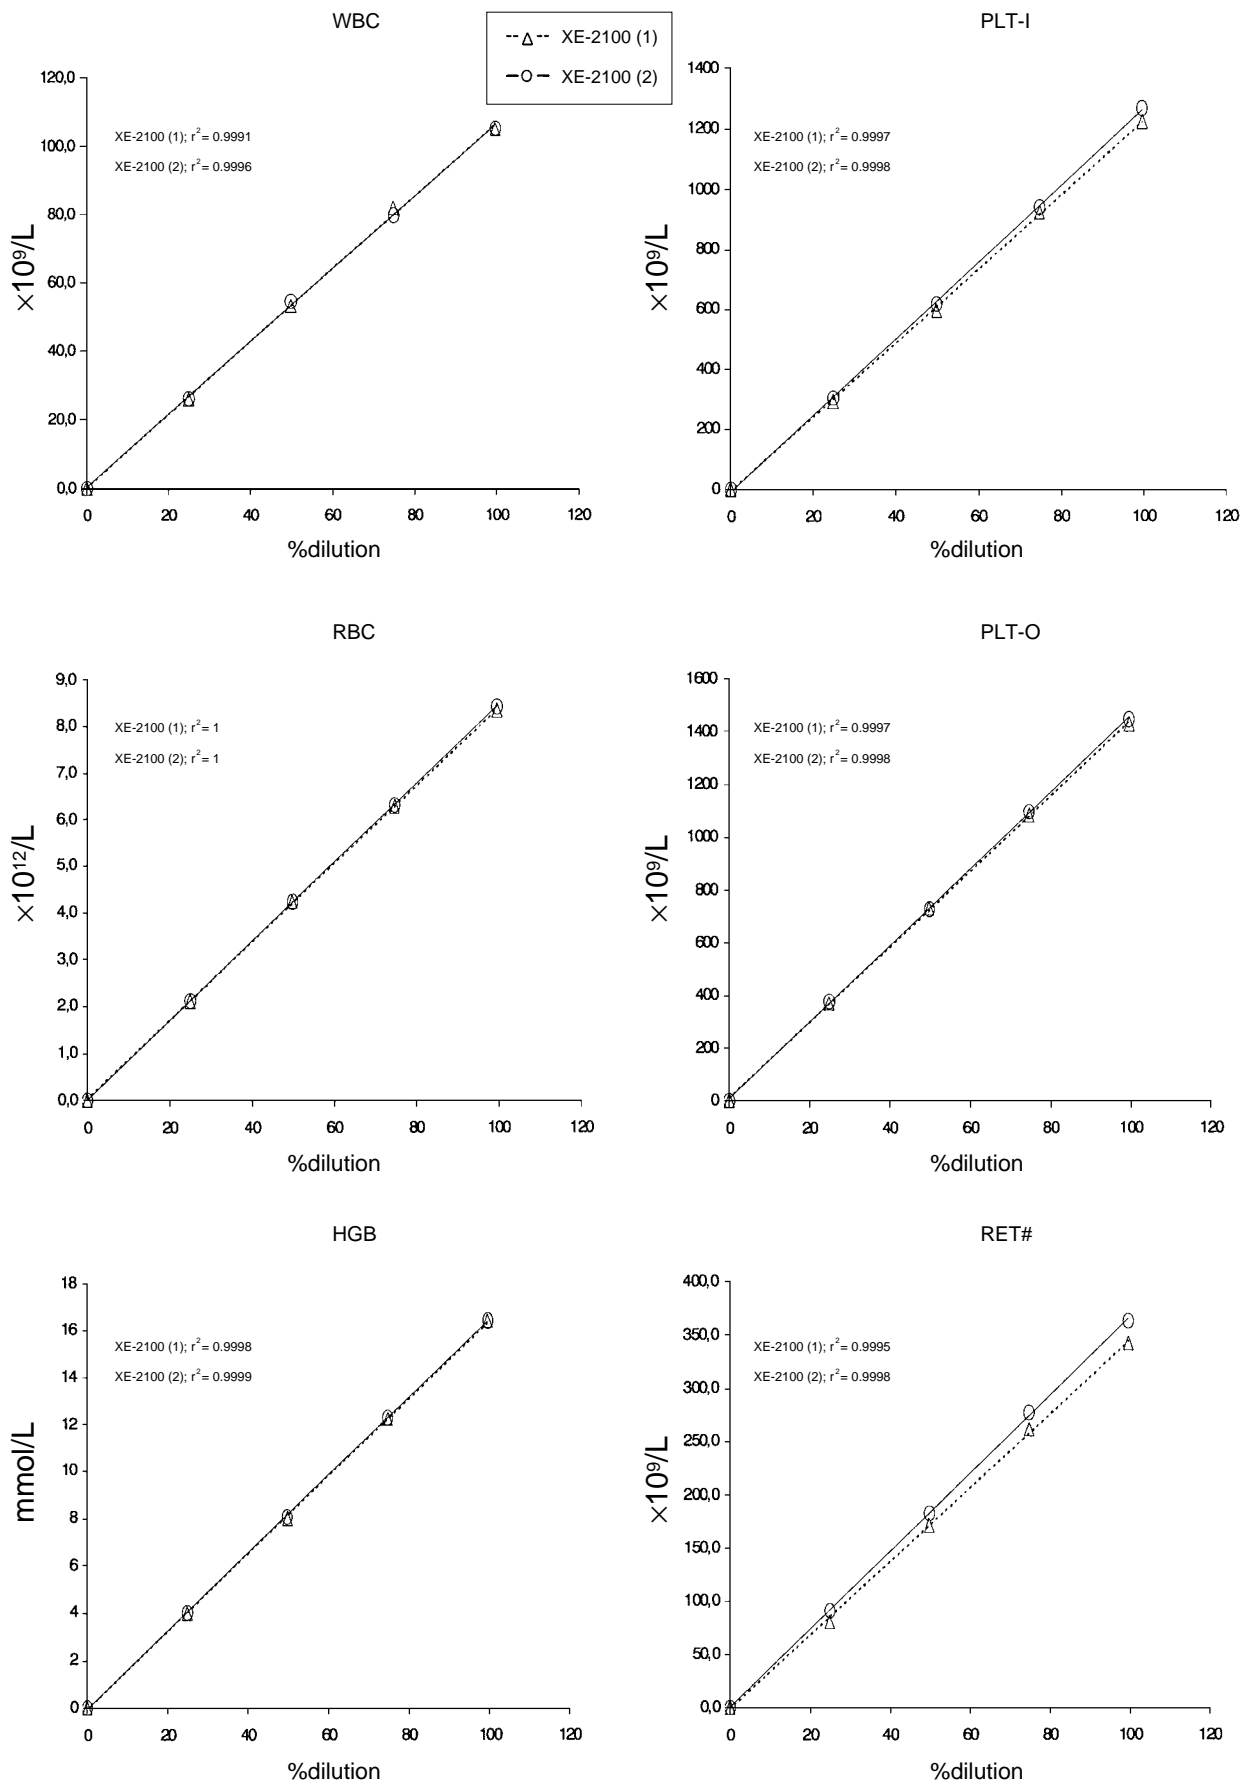 WBC
XE-2100 (1)
XE-2100 (2)
120,0
100,0
80,0
60,0
40,0
20,0
0,0
XE-2100 (1); r²= 0.9991
XE-2100 (2); r²= 0.9996
×10⁹/L
0 20 40 60 80 100 120
%dilution
PLT-I
1400
1200
1000
800
600
400
200
0
XE-2100 (1); r²= 0.9997
XE-2100 (2); r²= 0.9998
×10⁹/L
0 20 40 60 80 100 120
%dilution
RBC
9,0
8,0
7,0
6,0
5,0
4,0
3,0
2,0
1,0
0,0
XE-2100 (1); r²= 1
XE-2100 (2); r²= 1
×10¹²/L
0 20 40 60 80 100 120
%dilution
PLT-O
1600
1400
1200
1000
800
600
400
200
0
XE-2100 (1); r²= 0.9997
XE-2100 (2); r²= 0.9998
×10⁹/L
0 20 40 60 80 100 120
%dilution
HGB
18
16
14
12
10
8
6
4
2
0
XE-2100 (1); r²= 0.9998
XE-2100 (2); r²= 0.9999
mmol/L
0 20 40 60 80 100 120
%dilution
RET#
400,0
350,0
300,0
250,0
200,0
150,0
100,0
50,0
0,0
XE-2100 (1); r²= 0.9995
XE-2100 (2); r²= 0.9998
×10⁹/L
0 20 40 60 80 100 120
%dilution